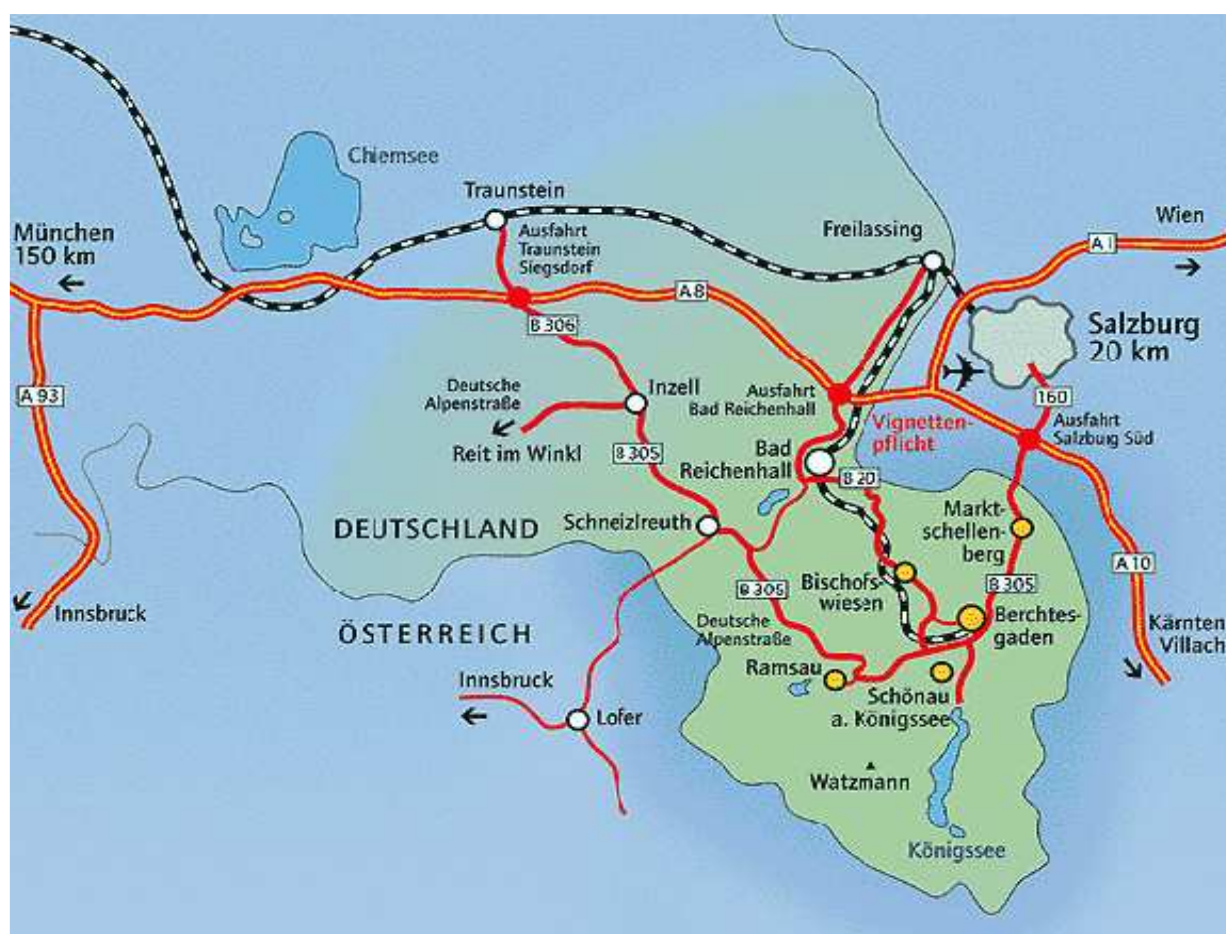 Chiemsee
Traunstein
Ausfahrt
Traunstein
Siegsdorf
Freilassing
Wien
A1
München
150 km
A8
Salzburg
20 km
B 306
A 93
Deutsche
Alpenstraße
Inzell
Ausfahrt
Bad Reichenhall
160
Vignetten-
pflicht
Ausfahrt
Salzburg Süd
Reit im Winkl
B 305
Bad
Reichenhall
B 20
DEUTSCHLAND
Schneizlreuth
Markt-
schellen-
berg
A 10
Innsbruck
B 305
Bischofs-
wiesen
B 305
Berchtes-
gaden
ÖSTERREICH
Deutsche
Alpenstraße
Kärnten
Villach
Innsbruck
Ramsau
Lofer
Schönau
a. Königssee
Watzmann
Königssee